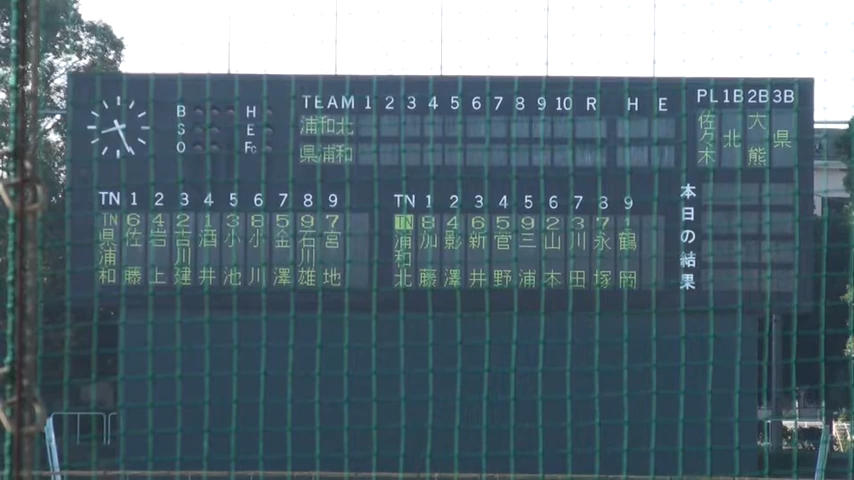 TEAM 1 2 3 4 5 6 7 8 9 10 R H E
浦和北
県浦和
B H
S E
O Fc
PL 1B 2B 3B
佐々木 北 大熊 県
TN 1 2 3 4 5 6 7 8 9
TN 6 4 2 1 3 8 5 9 7
県浦和 佐藤 岩上 吉川建 酒井 小池 小川 金澤 石川雄 宮地
TN 1 2 3 4 5 6 7 8 9
TN 8 4 6 5 9 2 3 7 1
浦和北 加藤 影澤 新井 菅野 三浦 山本 川田 永塚 鶴岡
本日の結果